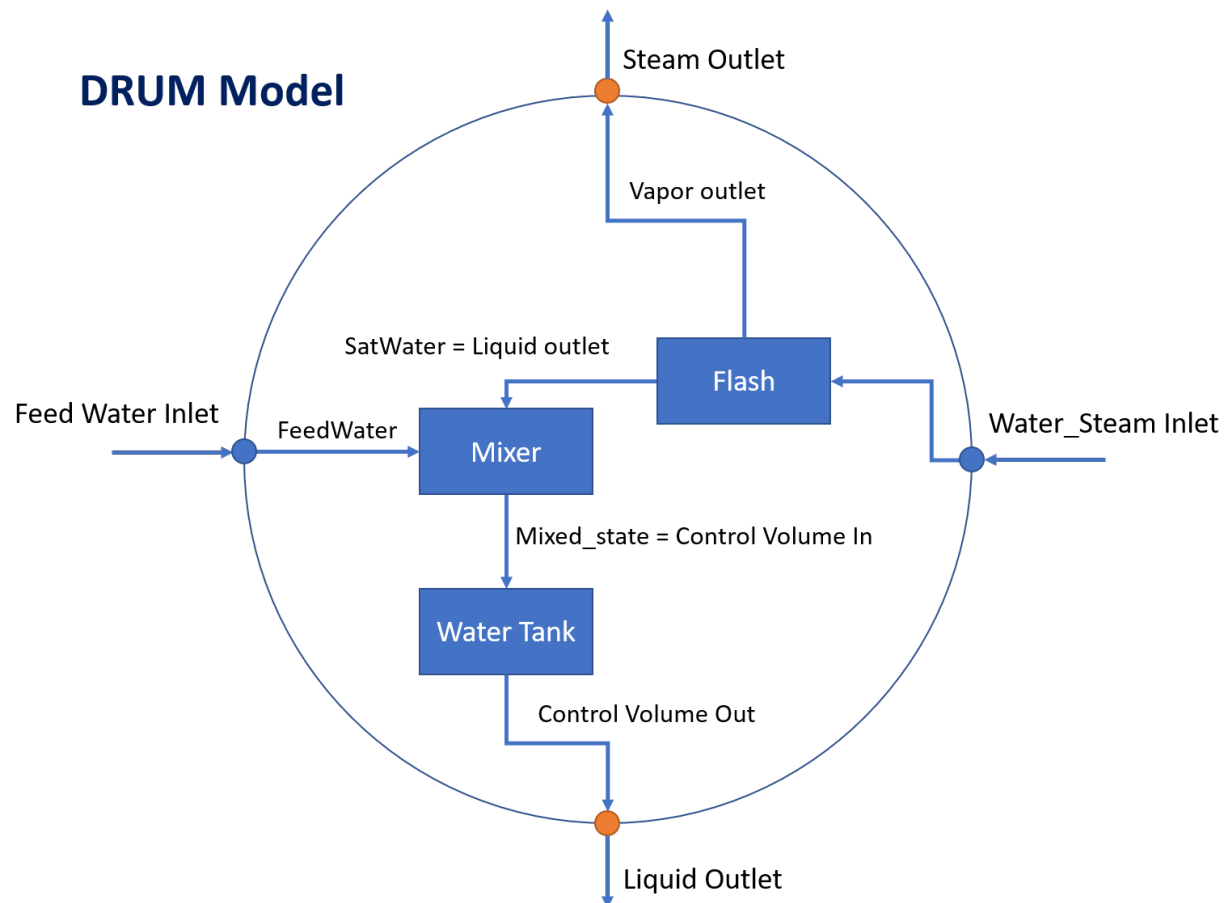 DRUM Model
Steam Outlet
Vapor outlet
SatWater = Liquid outlet
Flash
Feed Water Inlet
FeedWater
Mixer
Water_Steam Inlet
Mixed_state = Control Volume In
Water Tank
Control Volume Out
Liquid Outlet